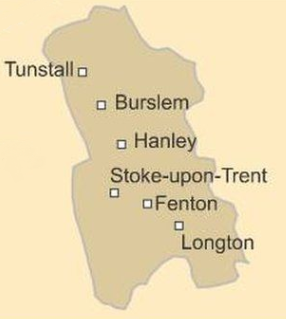 Tunstall
Burslem
Hanley
Stoke-upon-Trent
Fenton
Longton